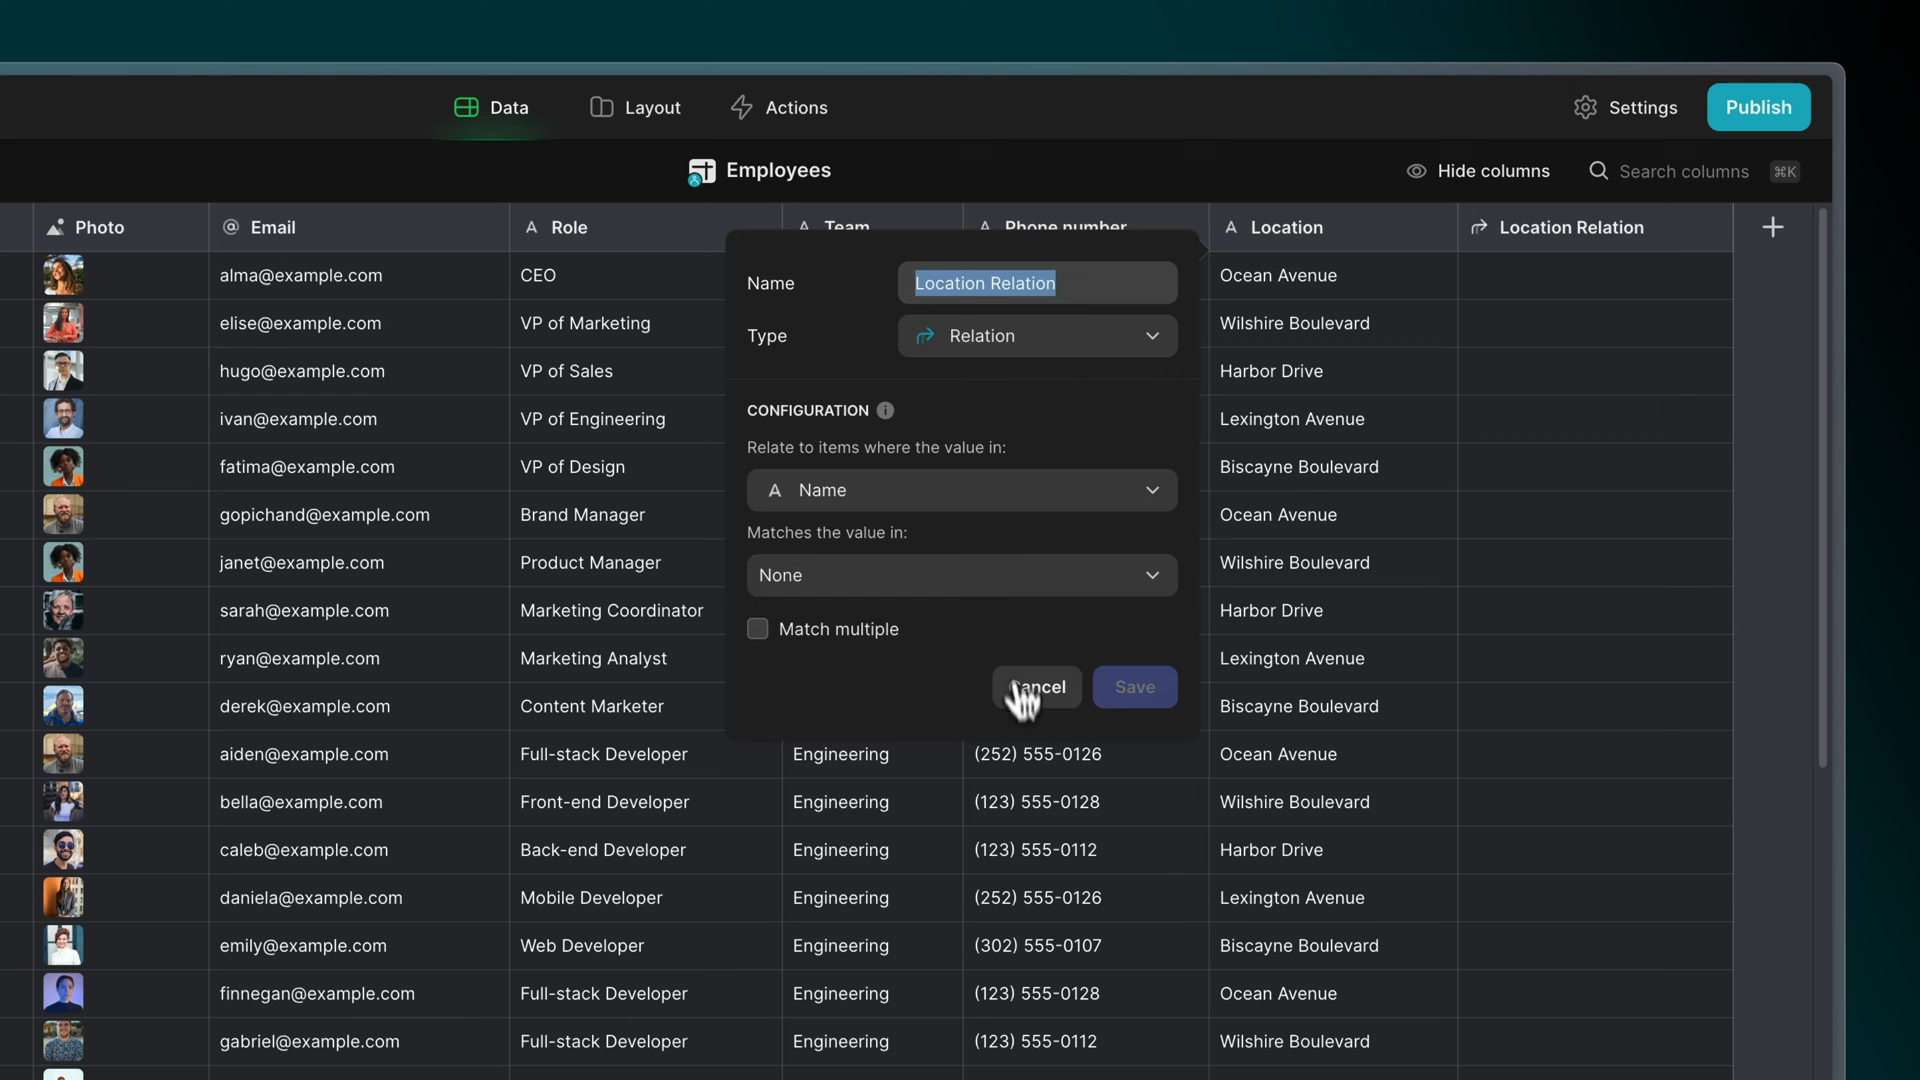 Data Layout Actions Settings Publish
Employees Hide columns Search columns ⌘K
Photo @ Email A Role A Team A Phone number A Location Location Relation +
alma@example.com CEO Ocean Avenue
elise@example.com VP of Marketing Wilshire Boulevard
hugo@example.com VP of Sales Harbor Drive
ivan@example.com VP of Engineering Lexington Avenue
fatima@example.com VP of Design Biscayne Boulevard
gopichand@example.com Brand Manager Ocean Avenue
janet@example.com Product Manager Wilshire Boulevard
sarah@example.com Marketing Coordinator Harbor Drive
ryan@example.com Marketing Analyst Lexington Avenue
derek@example.com Content Marketer Biscayne Boulevard
aiden@example.com Full-stack Developer Engineering (252) 555-0126 Ocean Avenue
bella@example.com Front-end Developer Engineering (123) 555-0128 Wilshire Boulevard
caleb@example.com Back-end Developer Engineering (123) 555-0112 Harbor Drive
daniela@example.com Mobile Developer Engineering (252) 555-0126 Lexington Avenue
emily@example.com Web Developer Engineering (302) 555-0107 Biscayne Boulevard
finnegan@example.com Full-stack Developer Engineering (123) 555-0128 Ocean Avenue
gabriel@example.com Full-stack Developer Engineering (123) 555-0112 Wilshire Boulevard
Name Location Relation
Type Relation
CONFIGURATION i
Relate to items where the value in:
A Name
Matches the value in:
None
Match multiple
Cancel Save